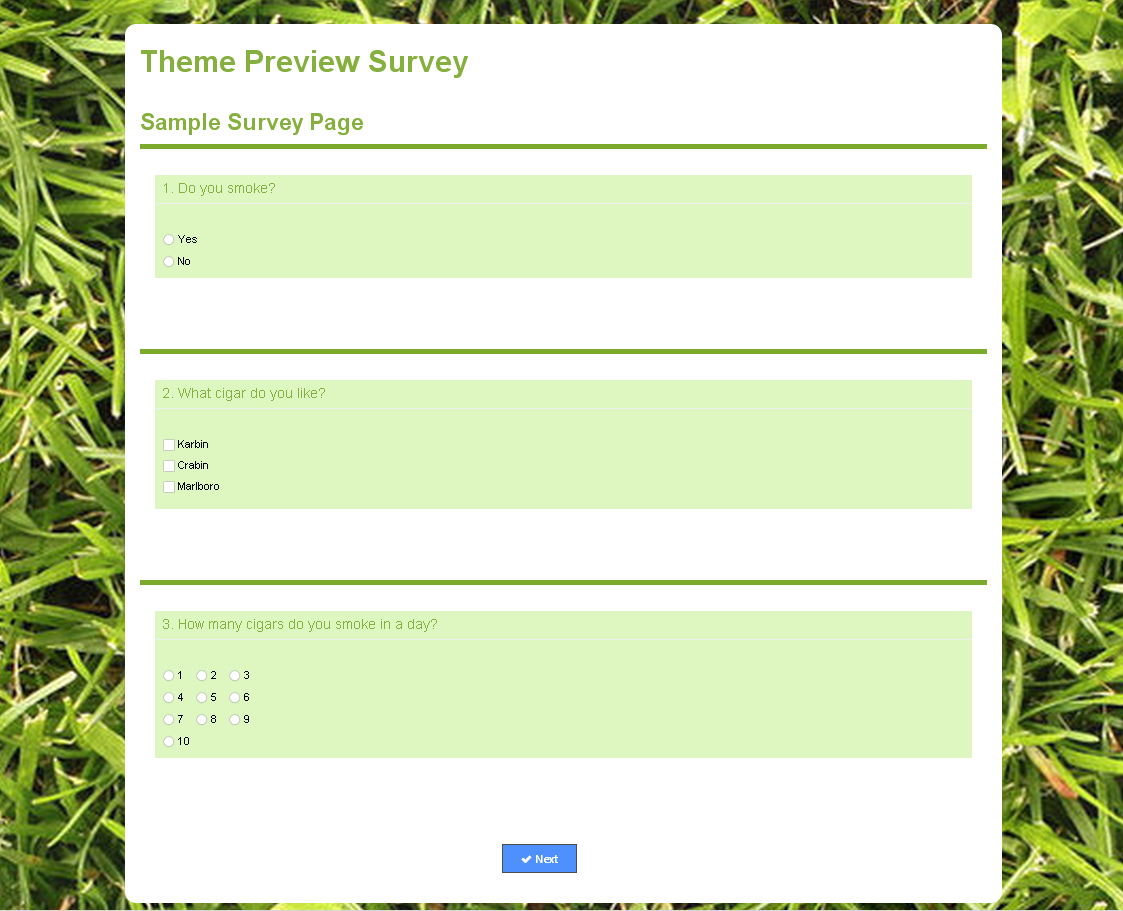 Theme Preview Survey
Sample Survey Page
1. Do you smoke?
Yes
No
2. What cigar do you like?
Karbin
Crabin
Marlboro
3. How many cigars do you smoke in a day?
1 2 3
4 5 6
7 8 9
10
Next